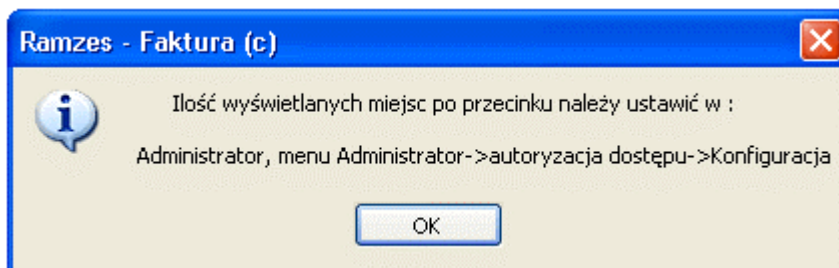 Ramzes - Faktura (c)
Ilość wyświetlanych miejsc po przecinku należy ustawić w :
Administrator, menu Administrator->autoryzacja dostępu->Konfiguracja
OK